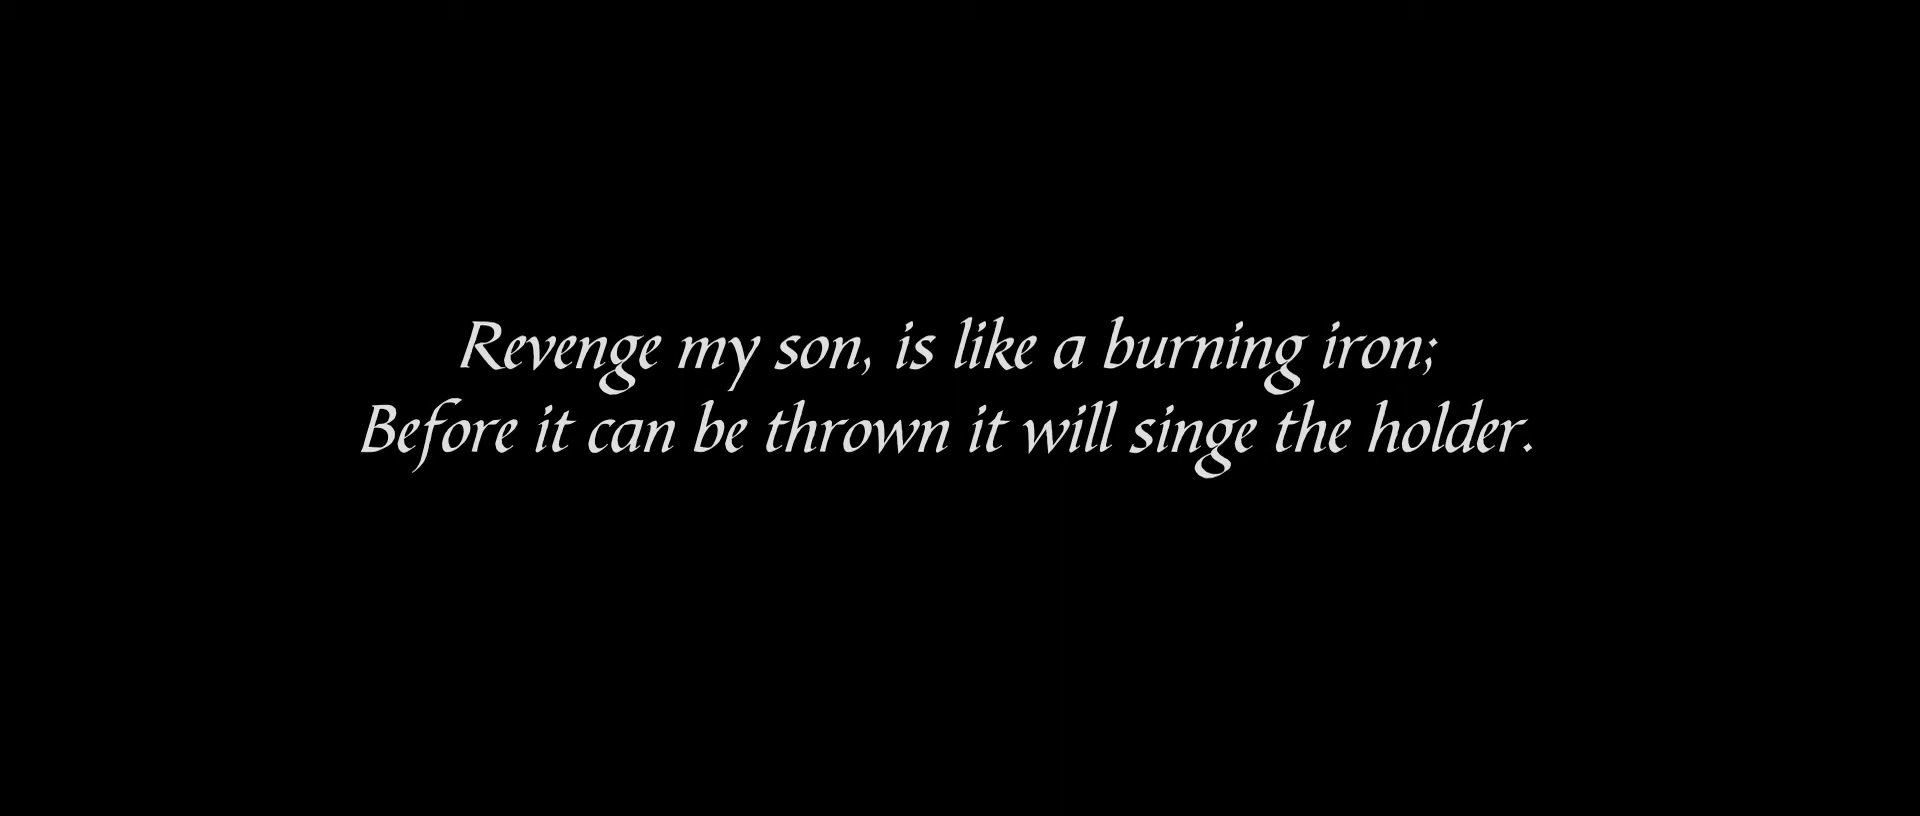 Revenge my son, is like a burning iron;
Before it can be thrown it will singe the holder.